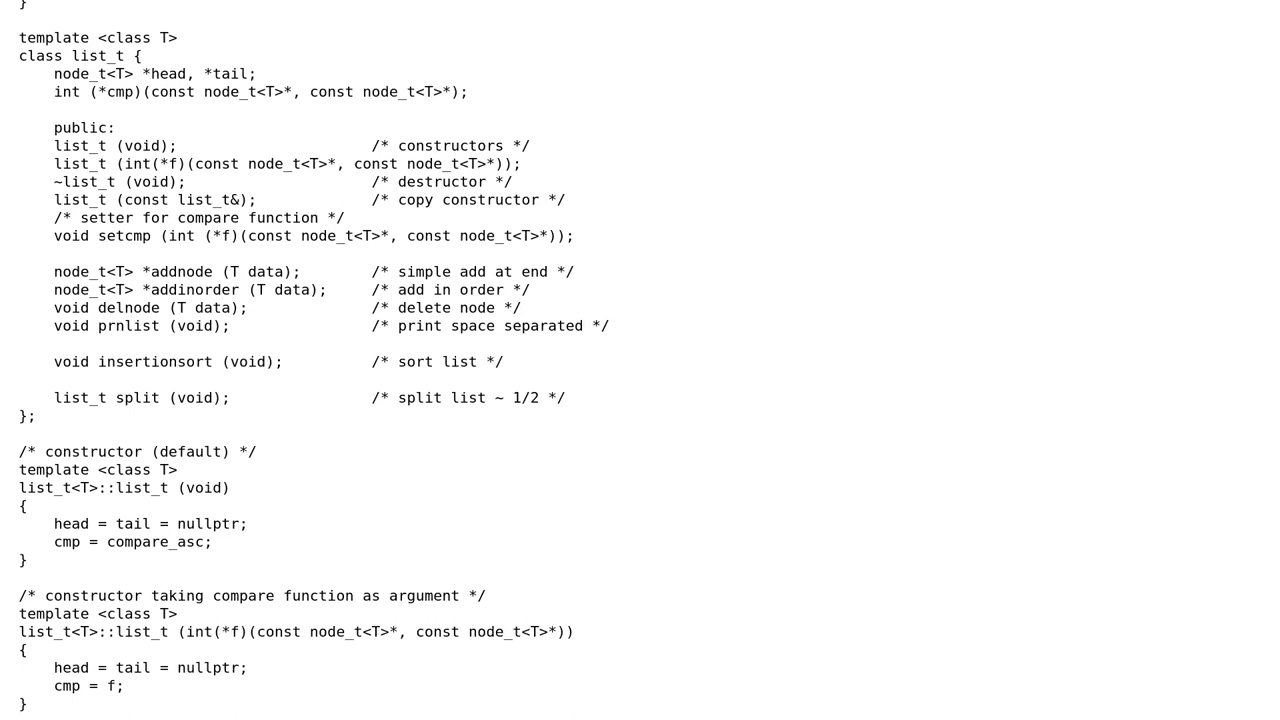 }
template <class T>
class list_t {
    node_t<T> *head, *tail;
    int (*cmp)(const node_t<T>*, const node_t<T>*);
    public:
    list_t (void);                      /* constructors */
    list_t (int(*f)(const node_t<T>*, const node_t<T>*));
    ~list_t (void);                     /* destructor */
    list_t (const list_t&);             /* copy constructor */
    /* setter for compare function */
    void setcmp (int (*f)(const node_t<T>*, const node_t<T>*));
    node_t<T> *addnode (T data);        /* simple add at end */
    node_t<T> *addinorder (T data);     /* add in order */
    void delnode (T data);              /* delete node */
    void prnlist (void);                /* print space separated */
    void insertionsort (void);          /* sort list */
    list_t split (void);                /* split list ~ 1/2 */
};
/* constructor (default) */
template <class T>
list_t<T>::list_t (void)
{
    head = tail = nullptr;
    cmp = compare_asc;
}
/* constructor taking compare function as argument */
template <class T>
list_t<T>::list_t (int(*f)(const node_t<T>*, const node_t<T>*))
{
    head = tail = nullptr;
    cmp = f;
}